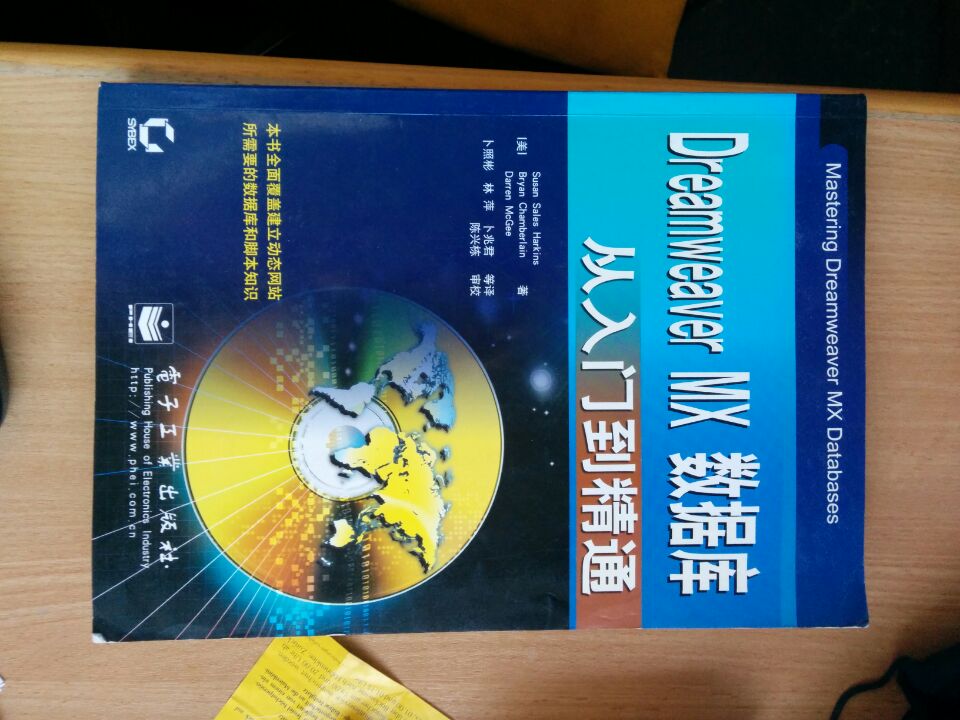 Mastering Dreamweaver MX Databases
Dreamweaver MX 数据库
从入门到精通
[美] Susan Sales Harkins
Bryan Chamberlain 著
Darren McGee
卜照彬 林 萍 卜兆君 等译
陈兴栋 审校
本书全面覆盖建立动态网站
所需要的数据库和脚本知识
SYBEX
PHEI
電子工業出版社.
Publishing House of Electronics Industry
http://www.phei.com.cn